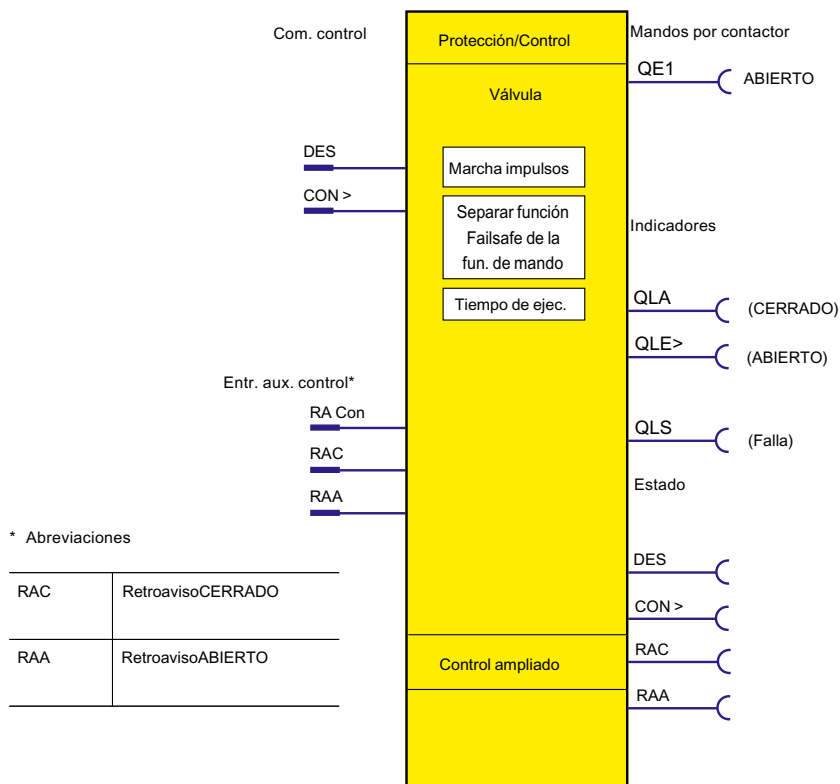 Com. control
Protección/Control
Mandos por contactor
QE1
ABIERTO
Válvula
DES
CON >
Marcha impulsos
Separar función
Failsafe de la
fun. de mando
Tiempo de ejec.
Indicadores
QLA
(CERRADO)
QLE>
(ABIERTO)
QLS
(Falla)
Entr. aux. control*
RA Con
RAC
RAA
Estado
DES
CON >
RAC
RAA
Control ampliado
* Abreviaciones
RAC RetroavisoCERRADO
RAA RetroavisoABIERTO